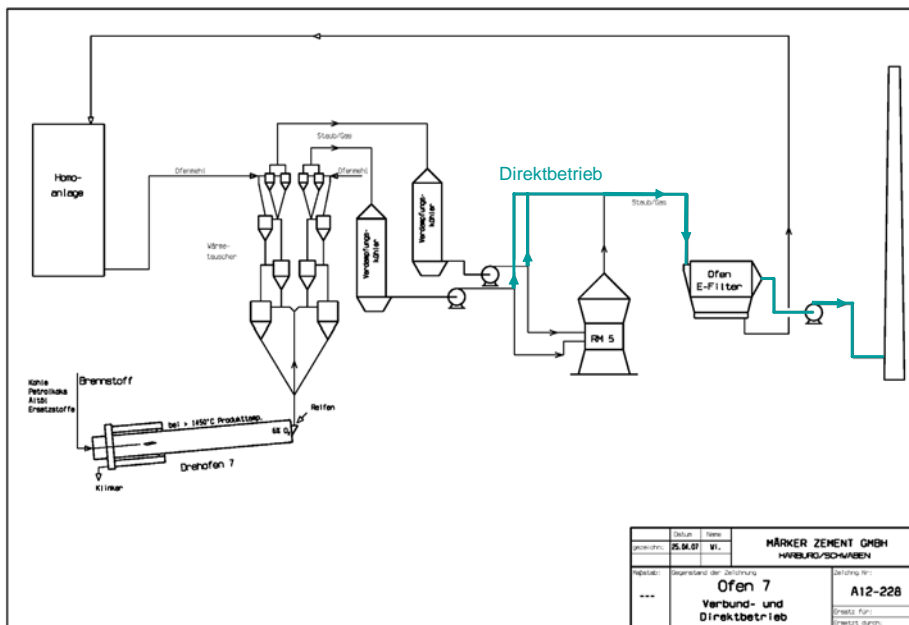 Homo-
anlage
Ofenmehl
Staub/Gas
Ofenmehl
Wärme-
tauscher
Verdampfungs-
kühler
Verdampfungs-
kühler
Direktbetrieb
Staub/Gas
Ofen
E-Filter
RM 5
Kohle
Petrolkoks
Altöl
Ersatzstoffe
Brennstoff
Reifen
bei > 1450°C Produkttemp.
6% O₂
Drehofen 7
Klinker
Datum Name
gezeichn: 25.04.07 Wi.
MÄRKER ZEMENT GMBH
HARBURG/SCHWABEN
Maßstab:
---
Gegenstand der Zeichnung
Ofen 7
Verbund- und
Direktbetrieb
Zeichng.Nr:
A12-228
Ersatz für:
Ersetzt durch.